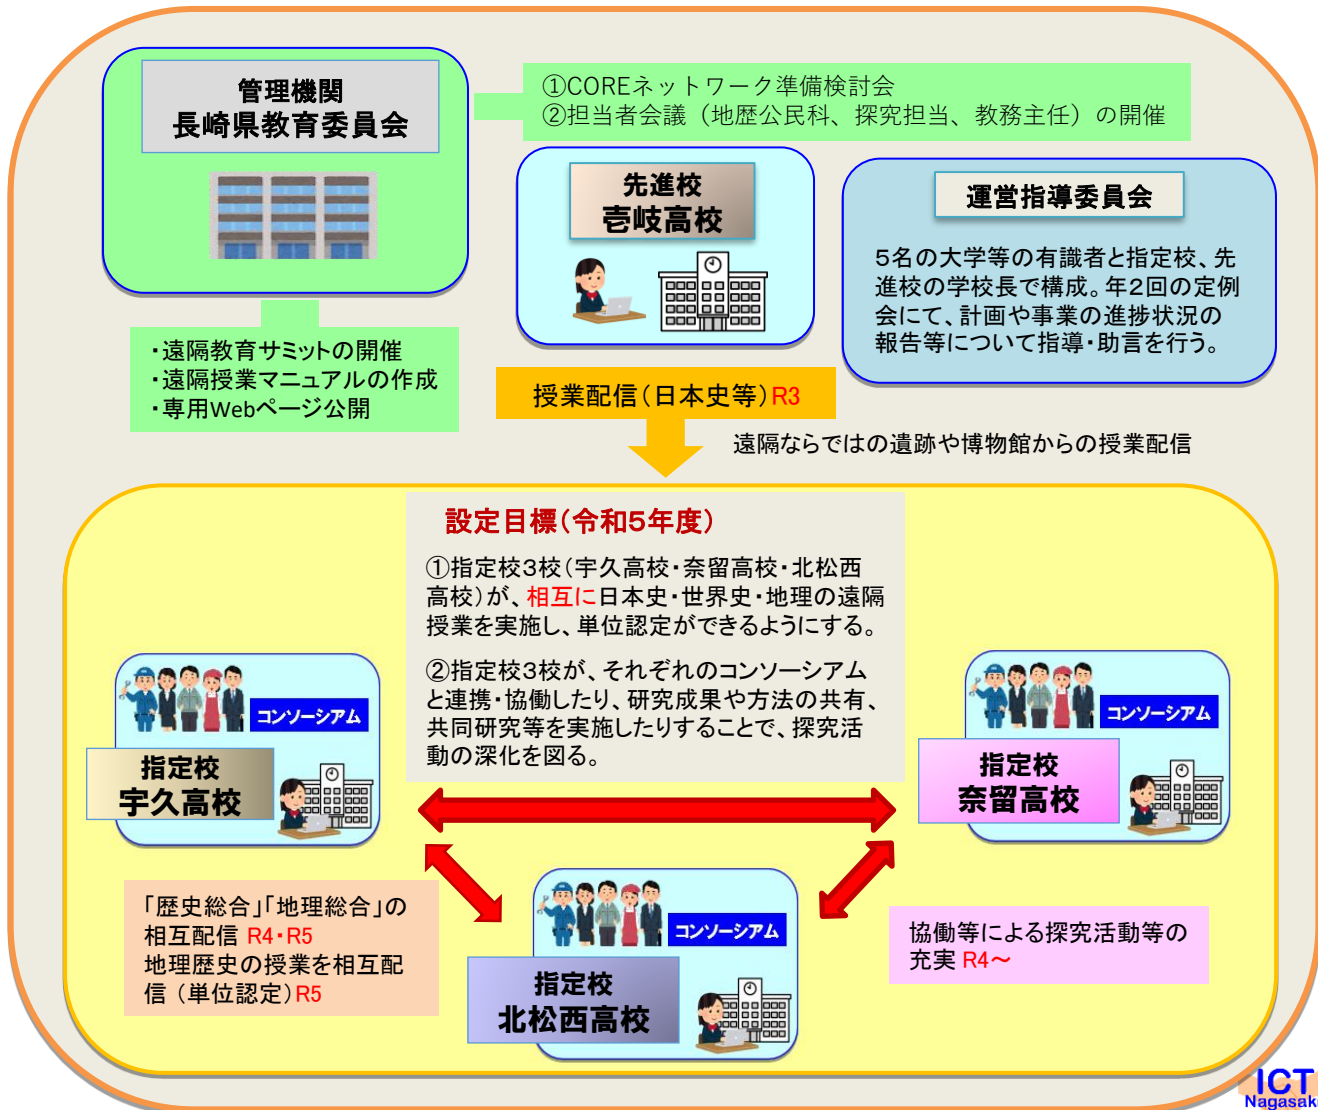 管理機関
長崎県教育委員会
①COREネットワーク準備検討会
②担当者会議（地歴公民科、探究担当、教務主任）の開催
先進校
壱岐高校
運営指導委員会
5名の大学等の有識者と指定校、先
進校の学校長で構成。年2回の定例
会にて、計画や事業の進捗状況の
報告等について指導・助言を行う。
・遠隔教育サミットの開催
・遠隔授業マニュアルの作成
・専用Webページ公開
授業配信（日本史等）R3
遠隔ならではの遺跡や博物館からの授業配信
設定目標（令和5年度）
①指定校3校（宇久高校・奈留高校・北松西
高校）が、相互に日本史・世界史・地理の遠隔
授業を実施し、単位認定ができるようにする。
②指定校3校が、それぞれのコンソーシアム
と連携・協働したり、研究成果や方法の共有、
共同研究等を実施したりすることで、探究活
動の深化を図る。
コンソーシアム
指定校
宇久高校
コンソーシアム
指定校
奈留高校
コンソーシアム
指定校
北松西高校
「歴史総合」「地理総合」の
相互配信 R4・R5
地理歴史の授業を相互配
信（単位認定）R5
協働等による探究活動等の
充実 R4～
ICT
Nagasak